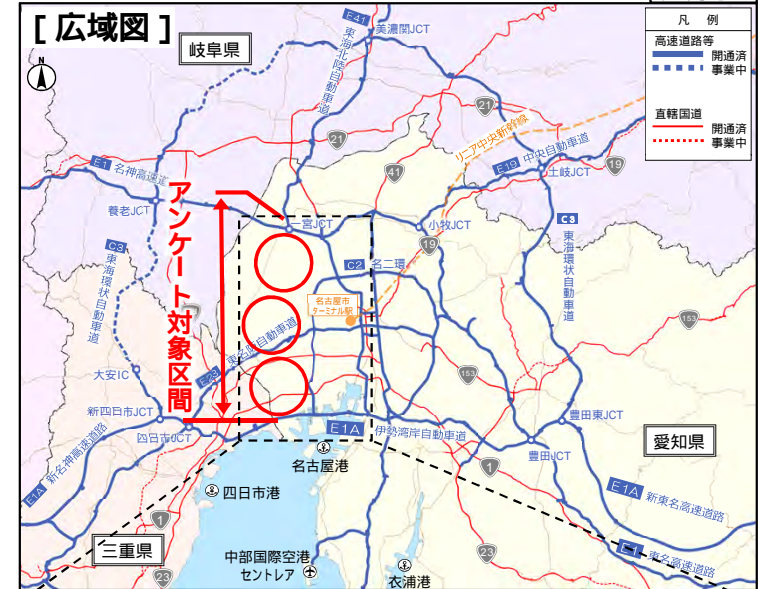 [ 広域図 ]
岐阜県
N
E41
美濃関JCT
東海北陸自動車道
凡 例
高速道路等
開通済
事業中
直轄国道
開通済
事業中
21
21
リニア中央新幹線
E19 中央自動車道
19
土岐JCT
41
E1 名神高速道
養老JCT
アンケート対象区間
一宮JCT
小牧JCT
19
C3
東海環状自動車道
C3
東海環状自動車道
C2 名二環
名古屋市
ターミナル駅
E23 東名阪自動車道
153
153
大安IC
新四日市JCT
四日市JCT
E1A 新名神高速道路
E1A 伊勢湾岸自動車道
豊田東JCT
豊田JCT
愛知県
名古屋港
四日市港
1
1
E1A 新東名高速道路
三重県
中部国際空港
セントレア
衣浦港
23
23
E1 東名高速道路